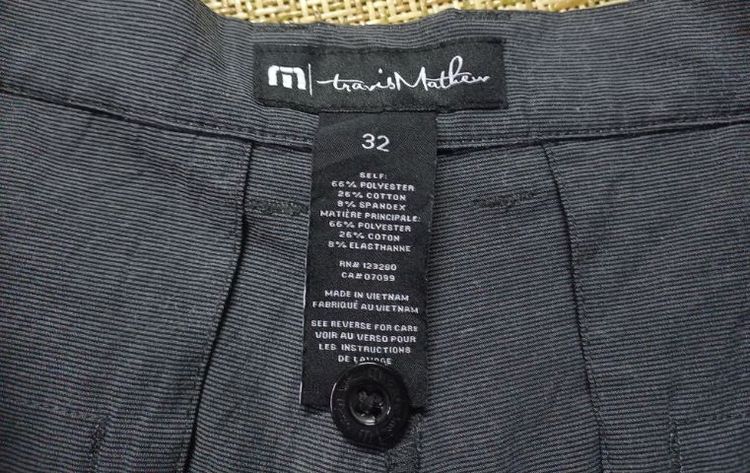 m travisMathew
32
SELF:
66% POLYESTER
26% COTTON
8% SPANDEX
MATIÈRE PRINCIPALE:
66% POLYESTER
26% COTON
8% ELASTHANNE
RN# 123280
CA# 07099
MADE IN VIETNAM
FABRIQUÉ AU VIETNAM
SEE REVERSE FOR CARE
VOIR AU VERSO POUR
LES INSTRUCTIONS
DE LAVAGE